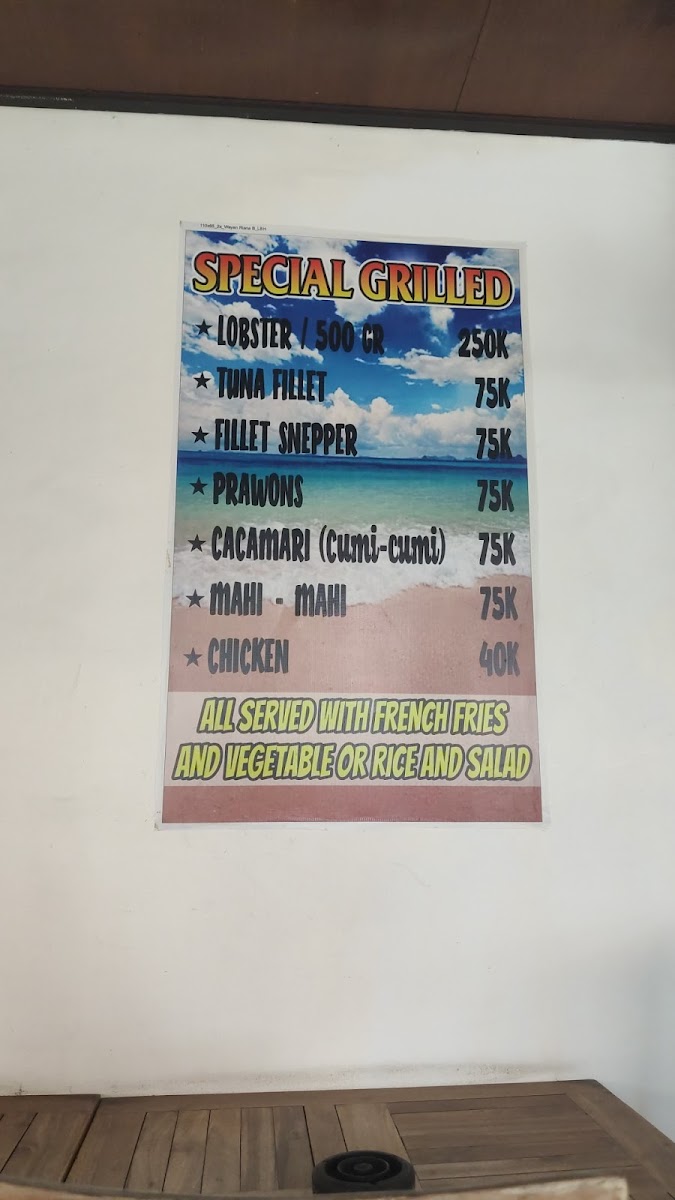 SPECIAL GRILLED
★ LOBSTER / 500 GR 250K
★ TUNA FILLET 75K
★ FILLET SNEPPER 75K
★ PRAWONS 75K
★ CACAMARI (Cumi-cumi) 75K
★ MAHI - MAHI 75K
★ CHICKEN 40K
ALL SERVED WITH FRENCH FRIES
AND VEGETABLE OR RICE AND SALAD